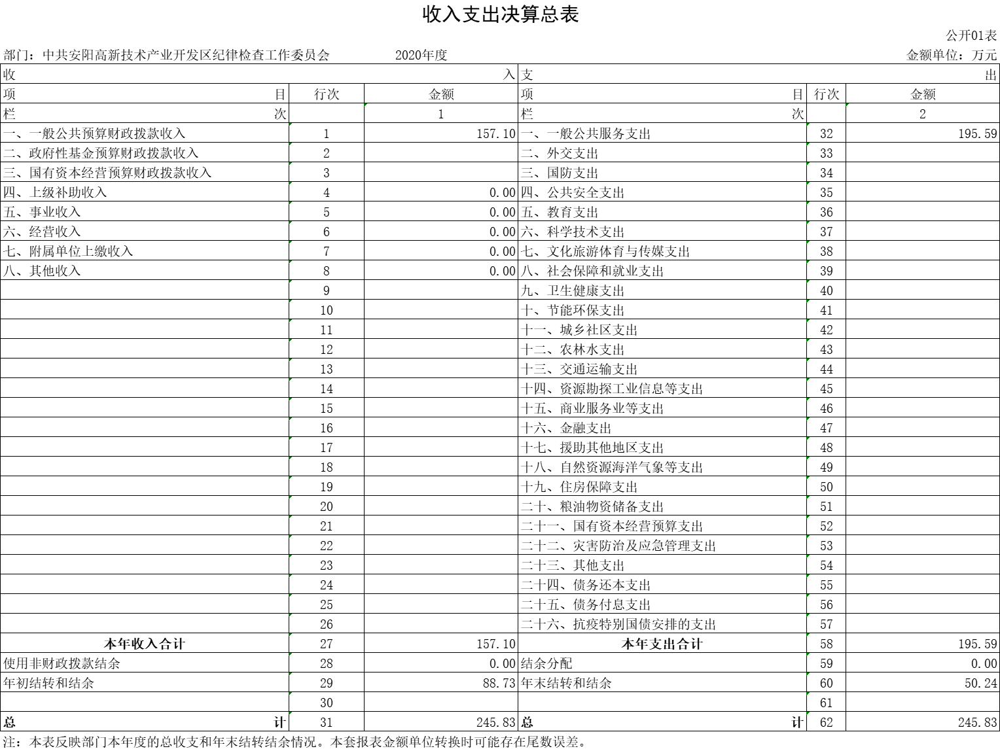 收入支出决算总表
公开01表
部门：中共安阳高新技术产业开发区纪律检查工作委员会 2020年度 金额单位：万元
收 入 支 出
项 目 行次 金额 项 目 行次 金额
栏 次 1 栏 次 2
一、一般公共预算财政拨款收入 1 157.10 一、一般公共服务支出 32 195.59
二、政府性基金预算财政拨款收入 2 二、外交支出 33
三、国有资本经营预算财政拨款收入 3 三、国防支出 34
四、上级补助收入 4 0.00 四、公共安全支出 35
五、事业收入 5 0.00 五、教育支出 36
六、经营收入 6 0.00 六、科学技术支出 37
七、附属单位上缴收入 7 0.00 七、文化旅游体育与传媒支出 38
八、其他收入 8 0.00 八、社会保障和就业支出 39
9 九、卫生健康支出 40
10 十、节能环保支出 41
11 十一、城乡社区支出 42
12 十二、农林水支出 43
13 十三、交通运输支出 44
14 十四、资源勘探工业信息等支出 45
15 十五、商业服务业等支出 46
16 十六、金融支出 47
17 十七、援助其他地区支出 48
18 十八、自然资源海洋气象等支出 49
19 十九、住房保障支出 50
20 二十、粮油物资储备支出 51
21 二十一、国有资本经营预算支出 52
22 二十二、灾害防治及应急管理支出 53
23 二十三、其他支出 54
24 二十四、债务还本支出 55
25 二十五、债务付息支出 56
26 二十六、抗疫特别国债安排的支出 57
本年收入合计 27 157.10 本年支出合计 58 195.59
使用非财政拨款结余 28 0.00 结余分配 59 0.00
年初结转和结余 29 88.73 年末结转和结余 60 50.24
30 61
总 计 31 245.83 总 计 62 245.83
注：本表反映部门本年度的总收支和年末结转结余情况。本套报表金额单位转换时可能存在尾数误差。